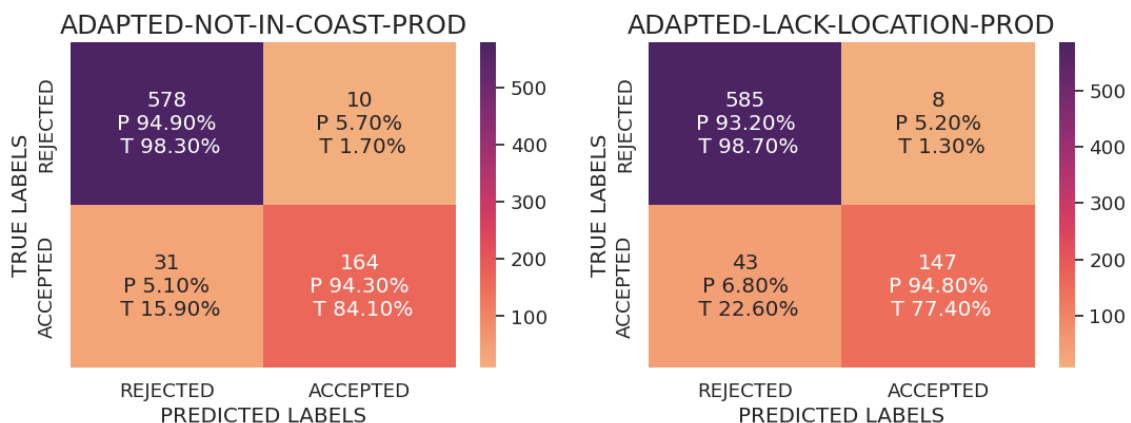 ADAPTED-NOT-IN-COAST-PROD
TRUE LABELS
REJECTED
ACCEPTED
578
P 94.90%
T 98.30%
10
P 5.70%
T 1.70%
31
P 5.10%
T 15.90%
164
P 94.30%
T 84.10%
REJECTED
ACCEPTED
PREDICTED LABELS
500
400
300
200
100
ADAPTED-LACK-LOCATION-PROD
TRUE LABELS
REJECTED
ACCEPTED
585
P 93.20%
T 98.70%
8
P 5.20%
T 1.30%
43
P 6.80%
T 22.60%
147
P 94.80%
T 77.40%
REJECTED
ACCEPTED
PREDICTED LABELS
500
400
300
200
100